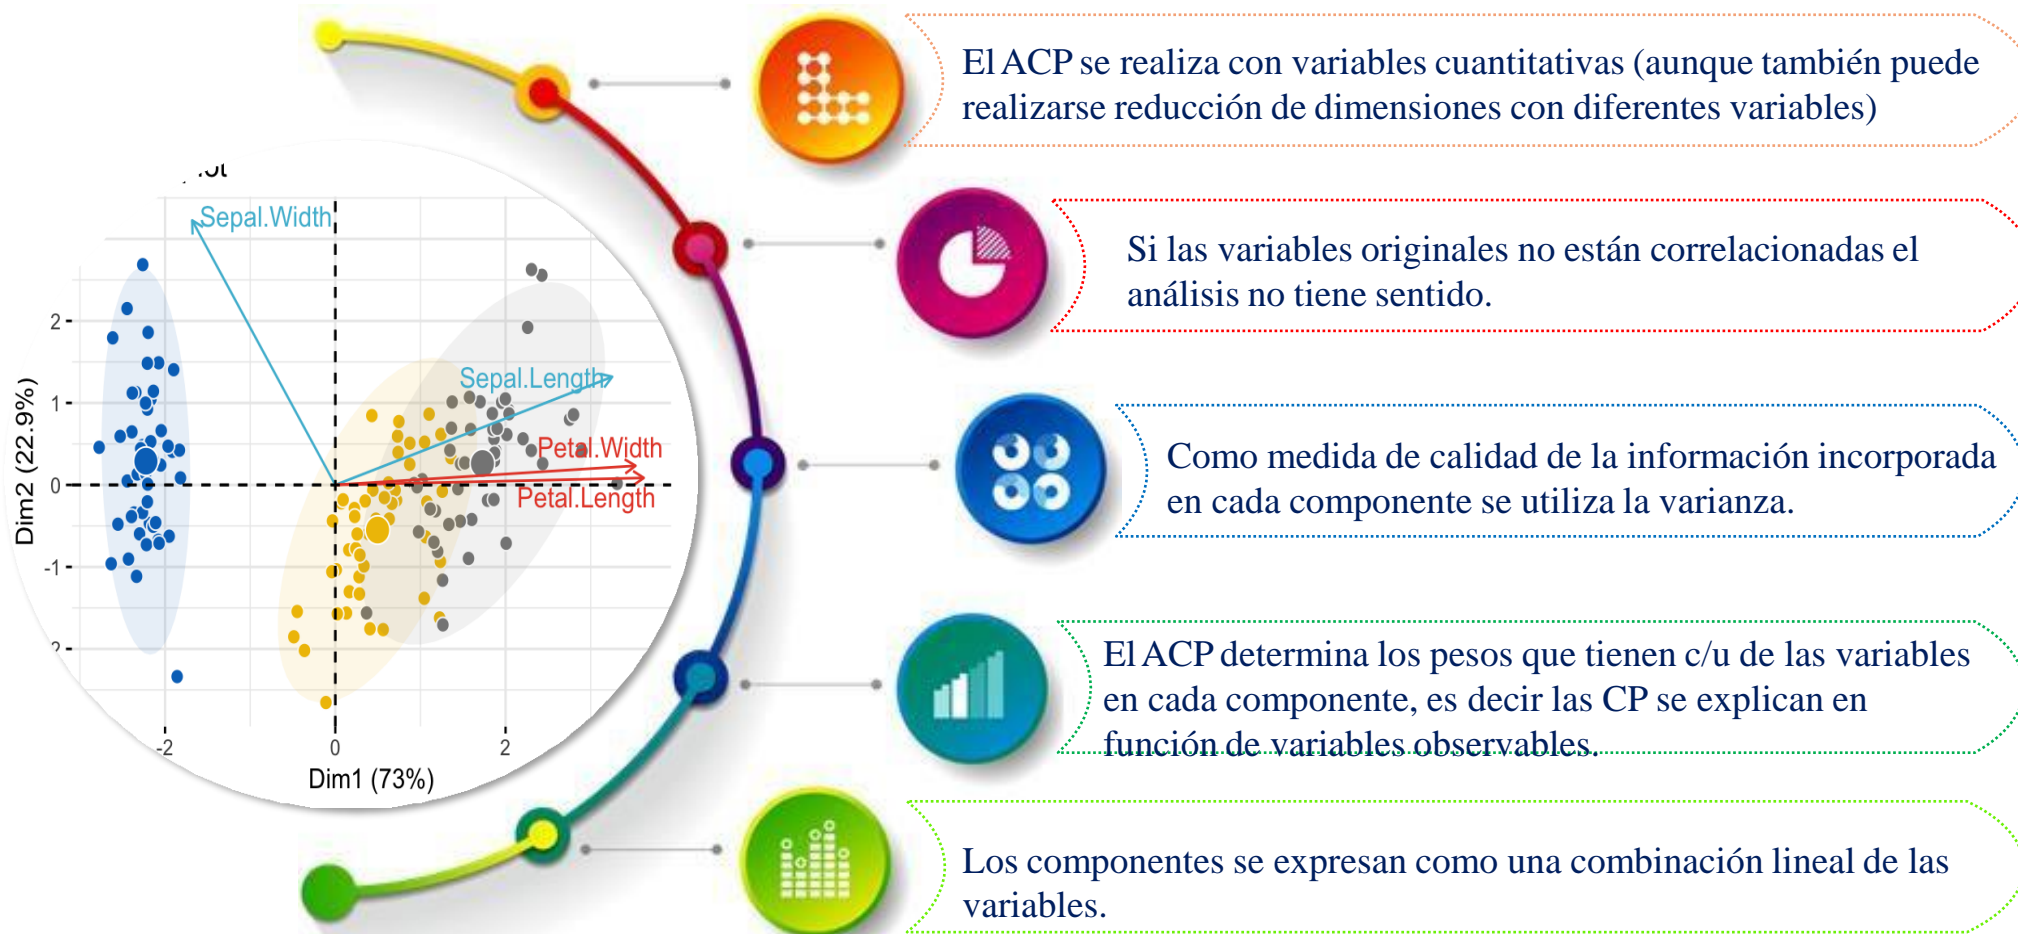 El ACP se realiza con variables cuantitativas (aunque también puede
realizarse reducción de dimensiones con diferentes variables)
Si las variables originales no están correlacionadas el
análisis no tiene sentido.
Como medida de calidad de la información incorporada
en cada componente se utiliza la varianza.
El ACP determina los pesos que tienen c/u de las variables
en cada componente, es decir las CP se explican en
función de variables observables.
Los componentes se expresan como una combinación lineal de las
variables.
Sepal.Width
Sepal.Length
Petal.Width
Petal.Length
Dim2 (22.9%)
2
1
0
-1
-2
0
2
Dim1 (73%)